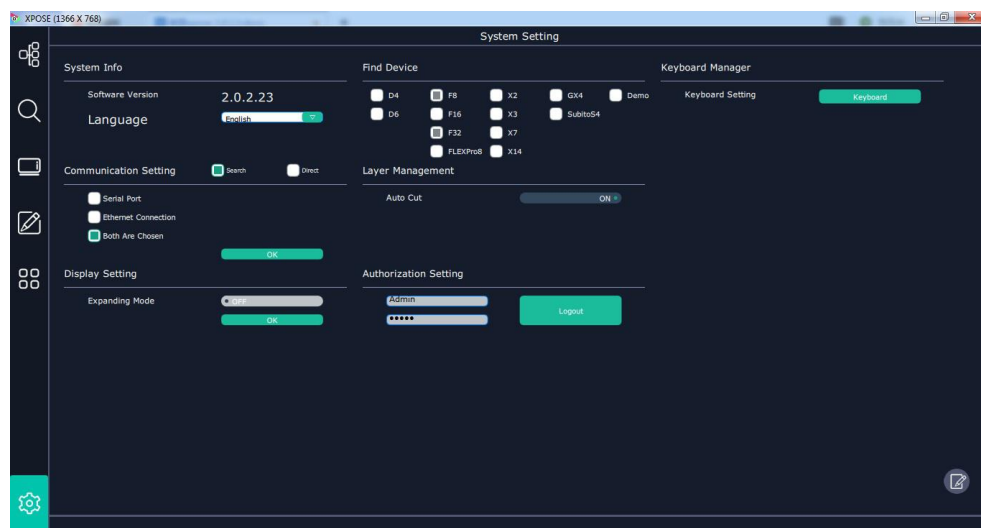 XPOSE (1366 X 768)
System Setting
System Info
Software Version
2.0.2.23
Language
English
Find Device
D4
F8
X2
GX4
Demo
D6
F16
X3
SubitoS4
F32
X7
FLEXPro8
X14
Keyboard Manager
Keyboard Setting
Keyboard
Communication Setting
Search
Direct
Serial Port
Ethernet Connection
Both Are Chosen
OK
Layer Management
Auto Cut
ON
Display Setting
Expanding Mode
OFF
OK
Authorization Setting
Admin
•••••
Logout